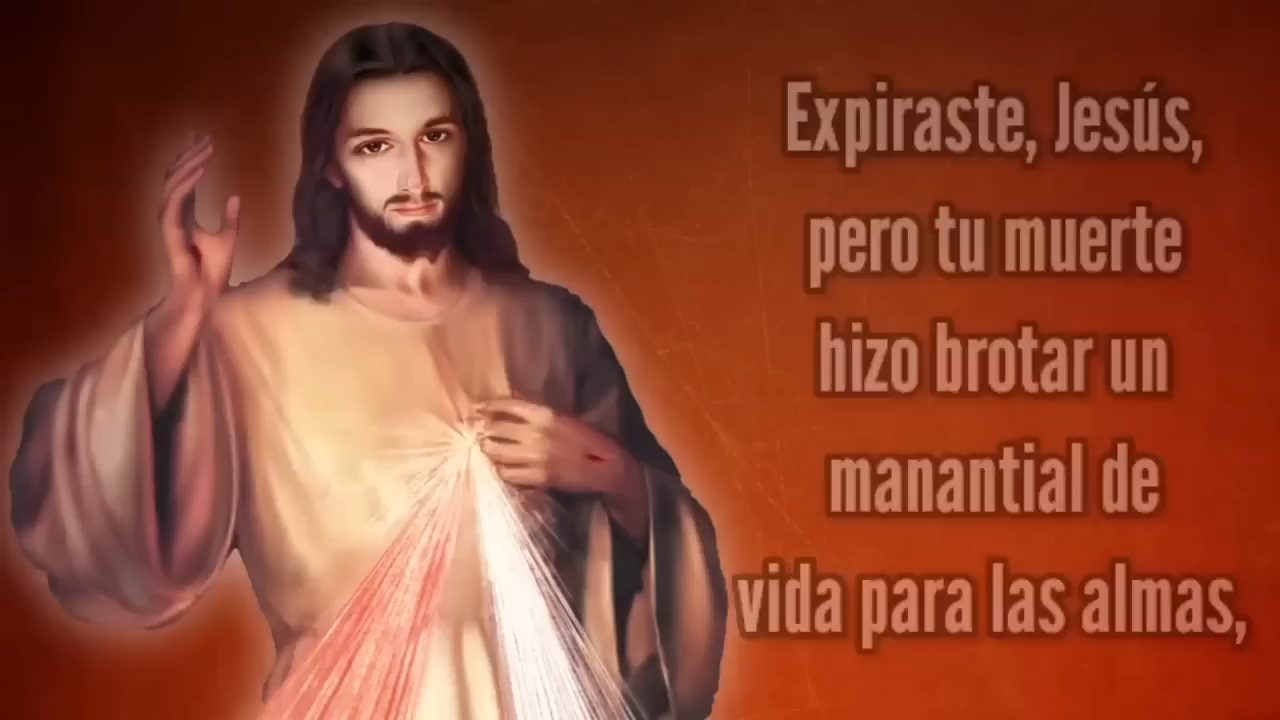 Expiraste, Jesús,
pero tu muerte
hizo brotar un
manantial de
vida para las almas,